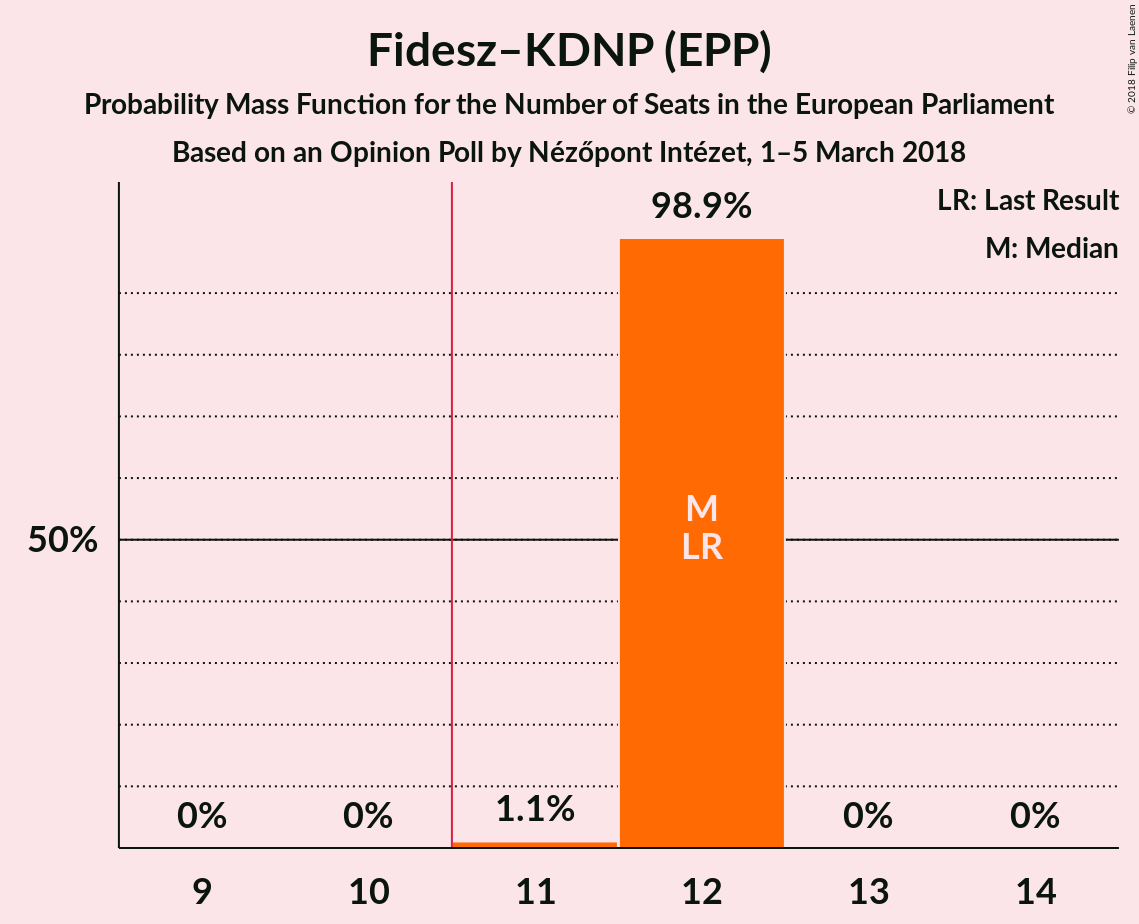 Fidesz–KDNP (EPP)
Probability Mass Function for the Number of Seats in the European Parliament
Based on an Opinion Poll by Nézőpont Intézet, 1–5 March 2018
© 2018 Filip van Laenen
LR: Last Result
M: Median
98.9%
M
LR
50%
0%
0%
1.1%
0%
0%
9
10
11
12
13
14